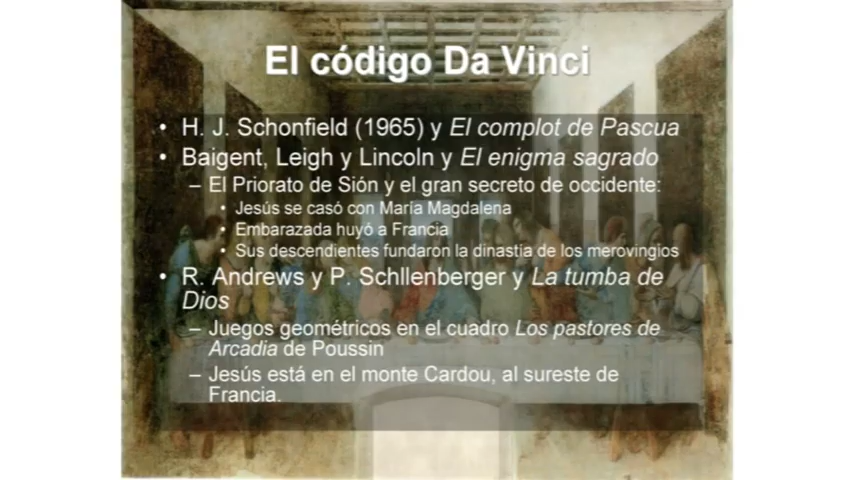 El código Da Vinci
• H. J. Schonfield (1965) y El complot de Pascua
• Baigent, Leigh y Lincoln y El enigma sagrado
– El Priorato de Sión y el gran secreto de occidente:
• Jesús se casó con María Magdalena
• Embarazada huyó a Francia
• Sus descendientes fundaron la dinastia de los merovingios
• R. Andrews y P. Schllenberger y La tumba de
Dios
– Juegos geométricos en el cuadro Los pastores de
Arcadia de Poussin
– Jesús está en el monte Cardou, al sureste de
Francia.